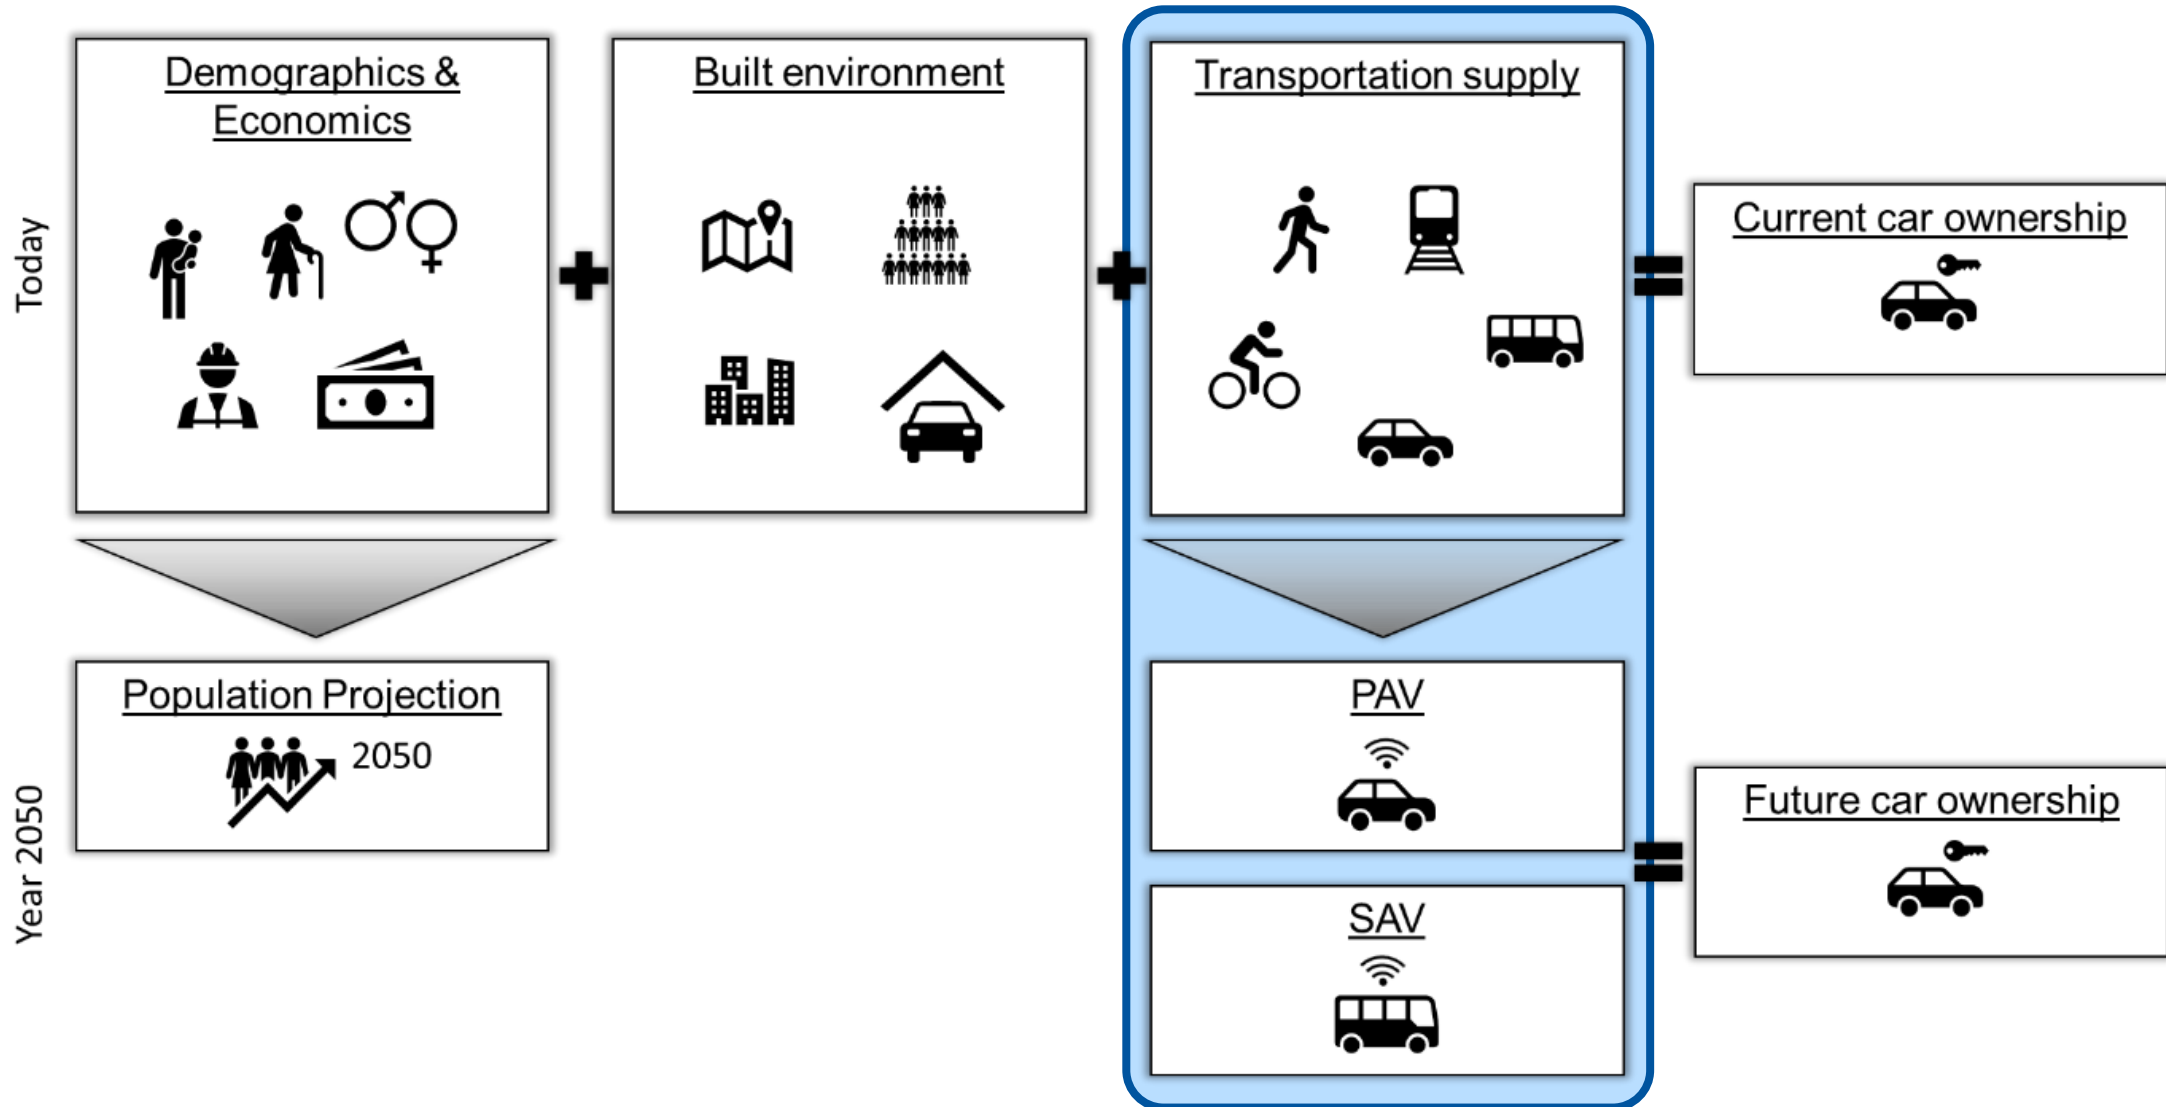 Today
Demographics &
Economics
Built environment
Transportation supply
Current car ownership
Year 2050
Population Projection
2050
PAV
SAV
Future car ownership